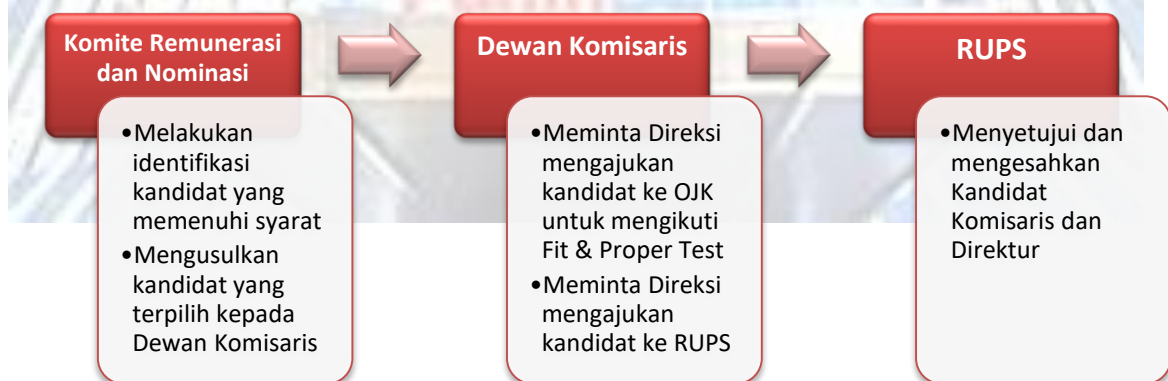 Komite Remunerasi
dan Nominasi
•Melakukan
identifikasi
kandidat yang
memenuhi syarat
•Mengusulkan
kandidat yang
terpilih kepada
Dewan Komisaris
Dewan Komisaris
•Meminta Direksi
mengajukan
kandidat ke OJK
untuk mengikuti
Fit & Proper Test
•Meminta Direksi
mengajukan
kandidat ke RUPS
RUPS
•Menyetujui dan
mengesahkan
Kandidat
Komisaris dan
Direktur